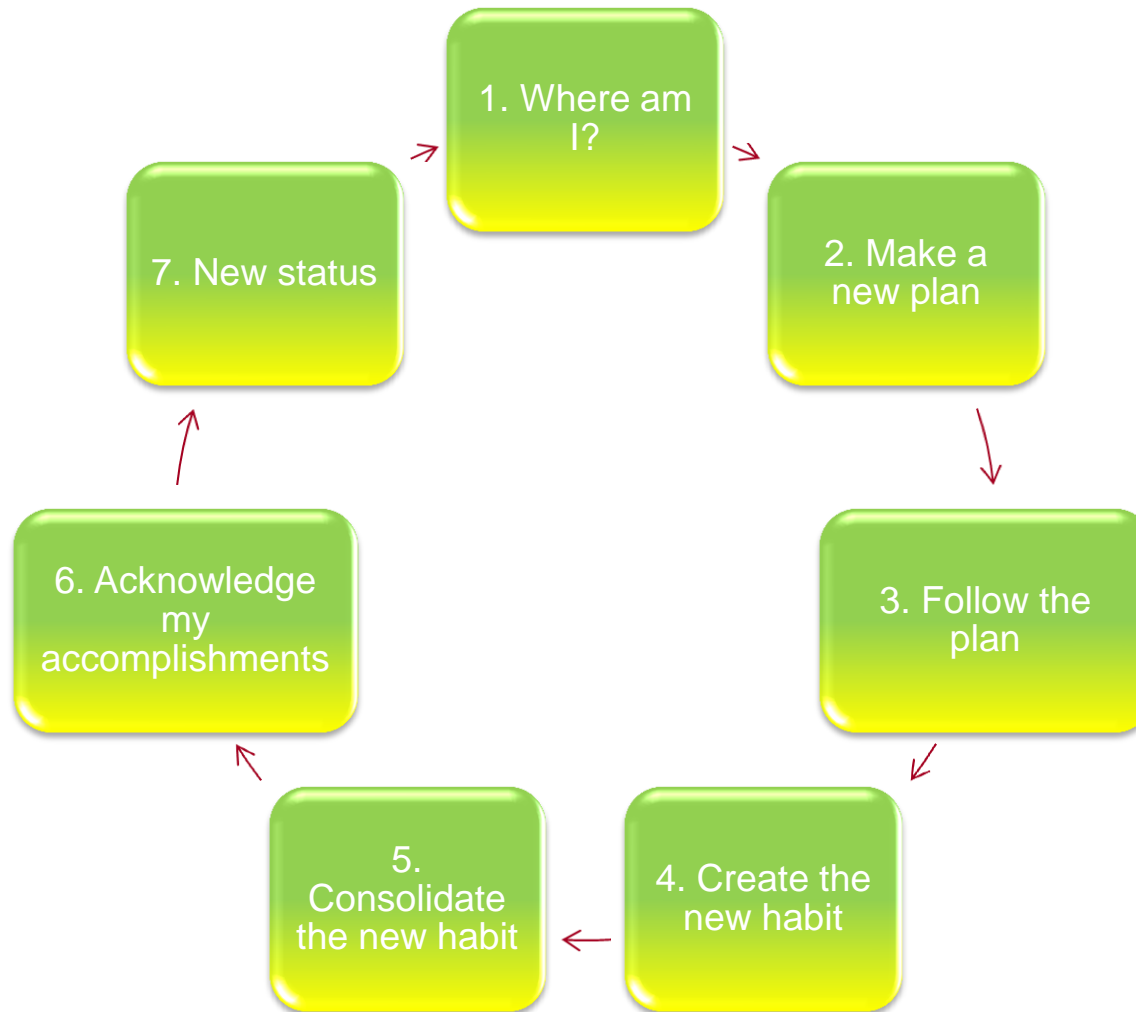 1. Where am
I?
2. Make a
new plan
3. Follow the
plan
4. Create the
new habit
5.
Consolidate
the new habit
6. Acknowledge
my
accomplishments
7. New status